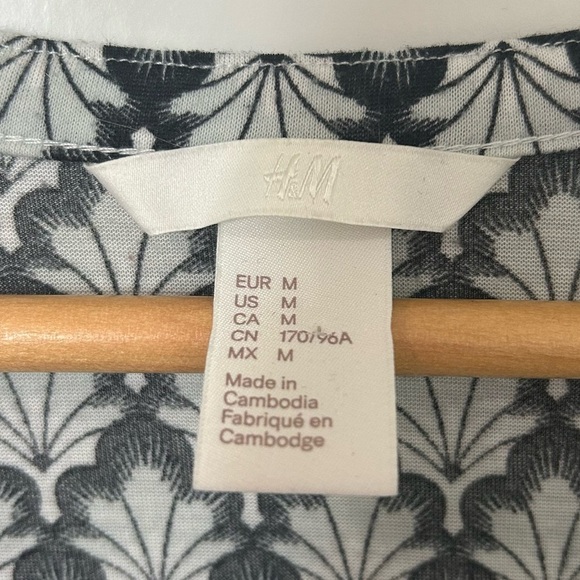 H&M
EUR M
US M
CA M
CN 170/96A
MX M
Made in
Cambodia
Fabriqué en
Cambodge